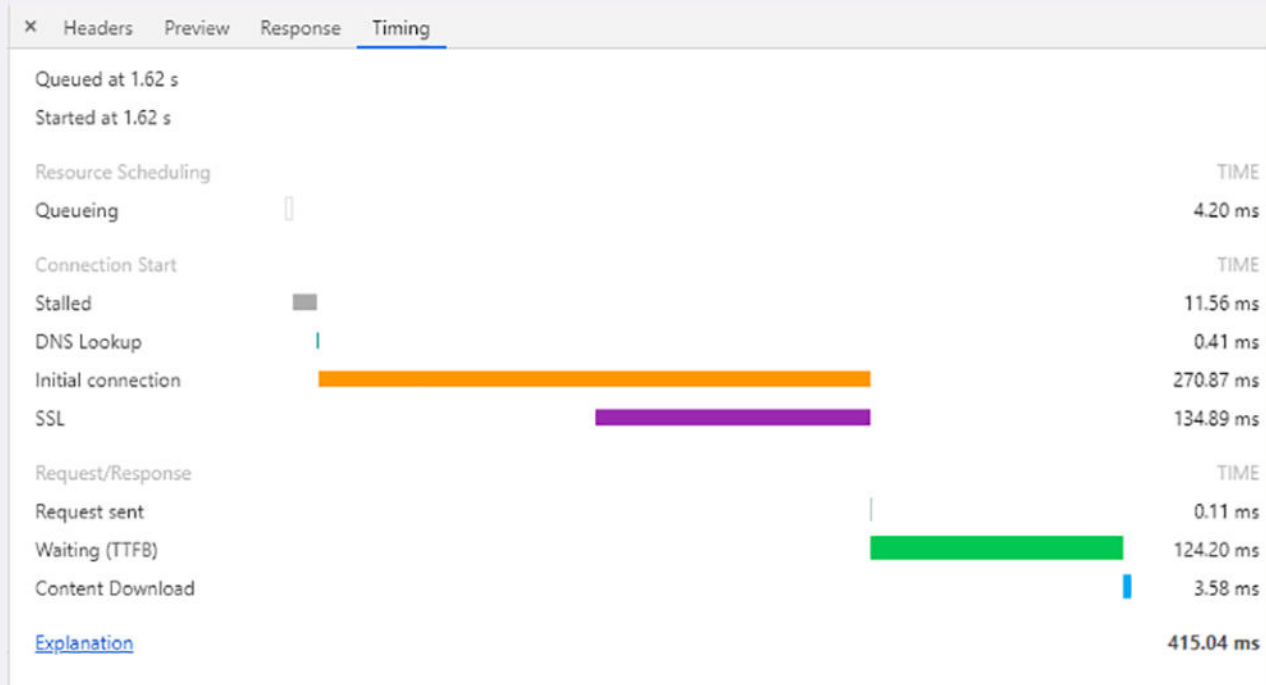 × Headers Preview Response Timing
Queued at 1.62 s
Started at 1.62 s
Resource Scheduling TIME
Queueing 4.20 ms
Connection Start TIME
Stalled 11.56 ms
DNS Lookup 0.41 ms
Initial connection 270.87 ms
SSL 134.89 ms
Request/Response TIME
Request sent 0.11 ms
Waiting (TTFB) 124.20 ms
Content Download 3.58 ms
Explanation 415.04 ms